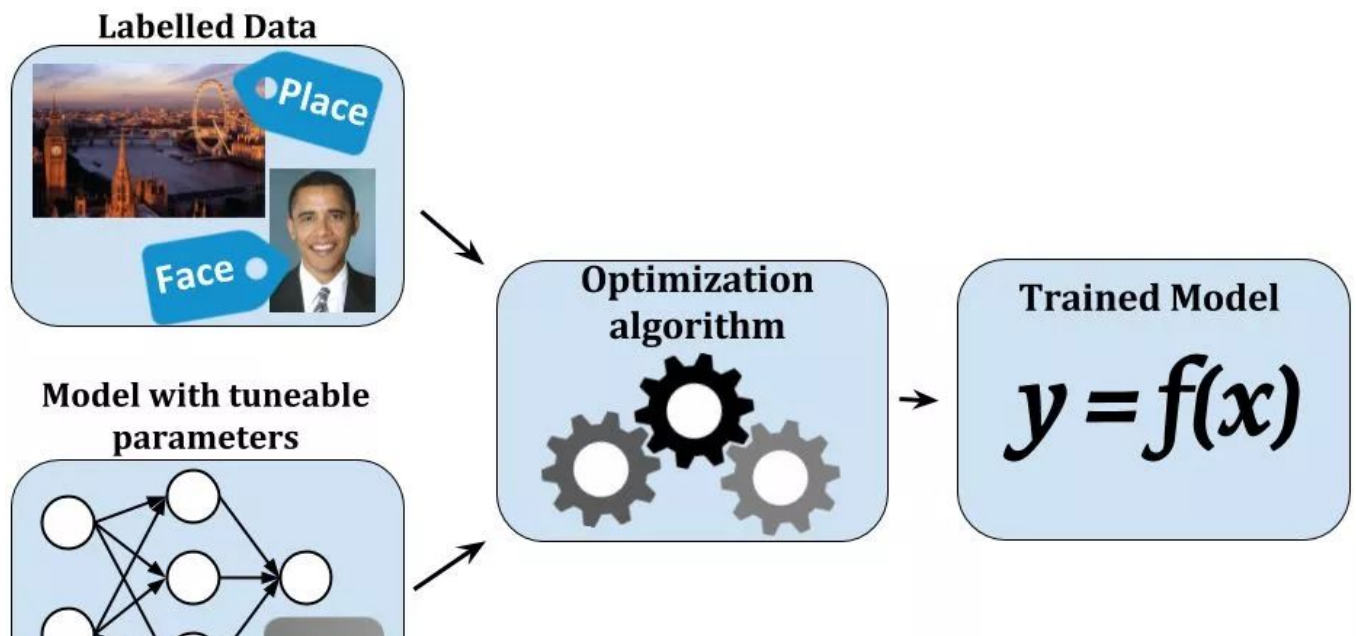 Labelled Data
Place
Face
Model with tuneable
parameters
Optimization
algorithm
Trained Model
y = f(x)